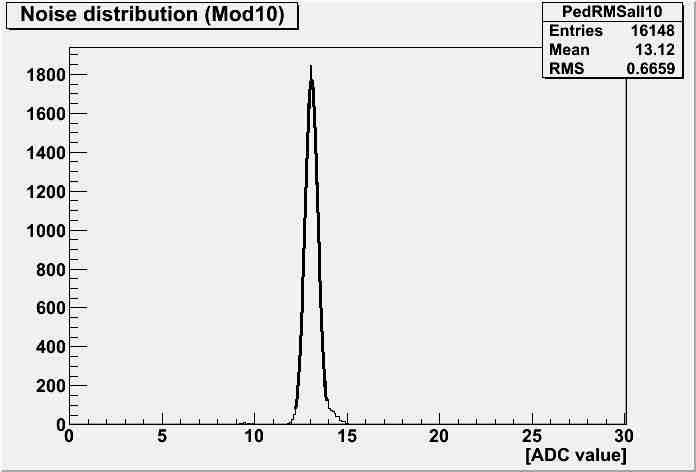 Noise distribution (Mod10)
PedRMSall10
Entries 16148
Mean 13.12
RMS 0.6659
1800
1600
1400
1200
1000
800
600
400
200
0
0 5 10 15 20 25 30
[ADC value]